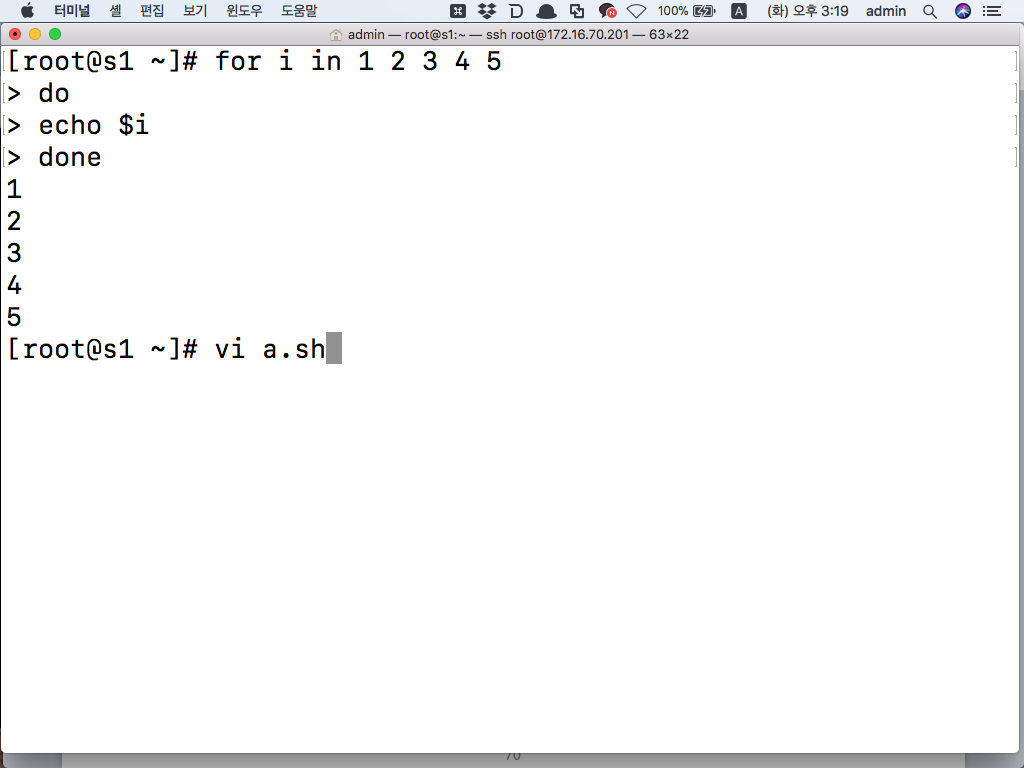 터미널 셸 편집 보기 윈도우 도움말 100% A (화) 오후 3:19 admin
admin — root@s1:~ — ssh root@172.16.70.201 — 63×22
[root@s1 ~]# for i in 1 2 3 4 5
> do
> echo $i
> done
1
2
3
4
5
[root@s1 ~]# vi a.sh
70